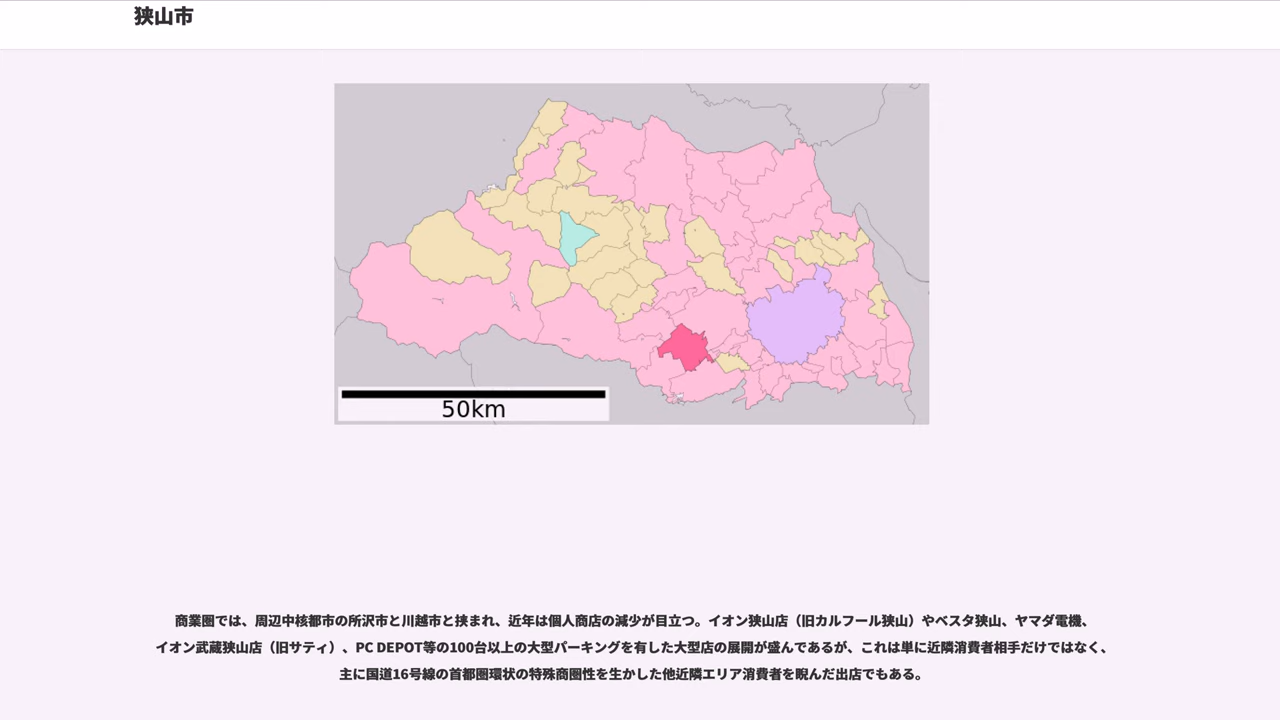 狭山市
50km
商業圏では、周辺中核都市の所沢市と川越市と挟まれ、近年は個人商店の減少が目立つ。イオン狭山店（旧カルフール狭山）やベスタ狭山、ヤマダ電機、
イオン武蔵狭山店（旧サティ）、PC DEPOT等の100台以上の大型パーキングを有した大型店の展開が盛んであるが、これは単に近隣消費者相手だけではなく、
主に国道16号線の首都圏環状の特殊商圏性を生かした他近隣エリア消費者を睨んだ出店でもある。